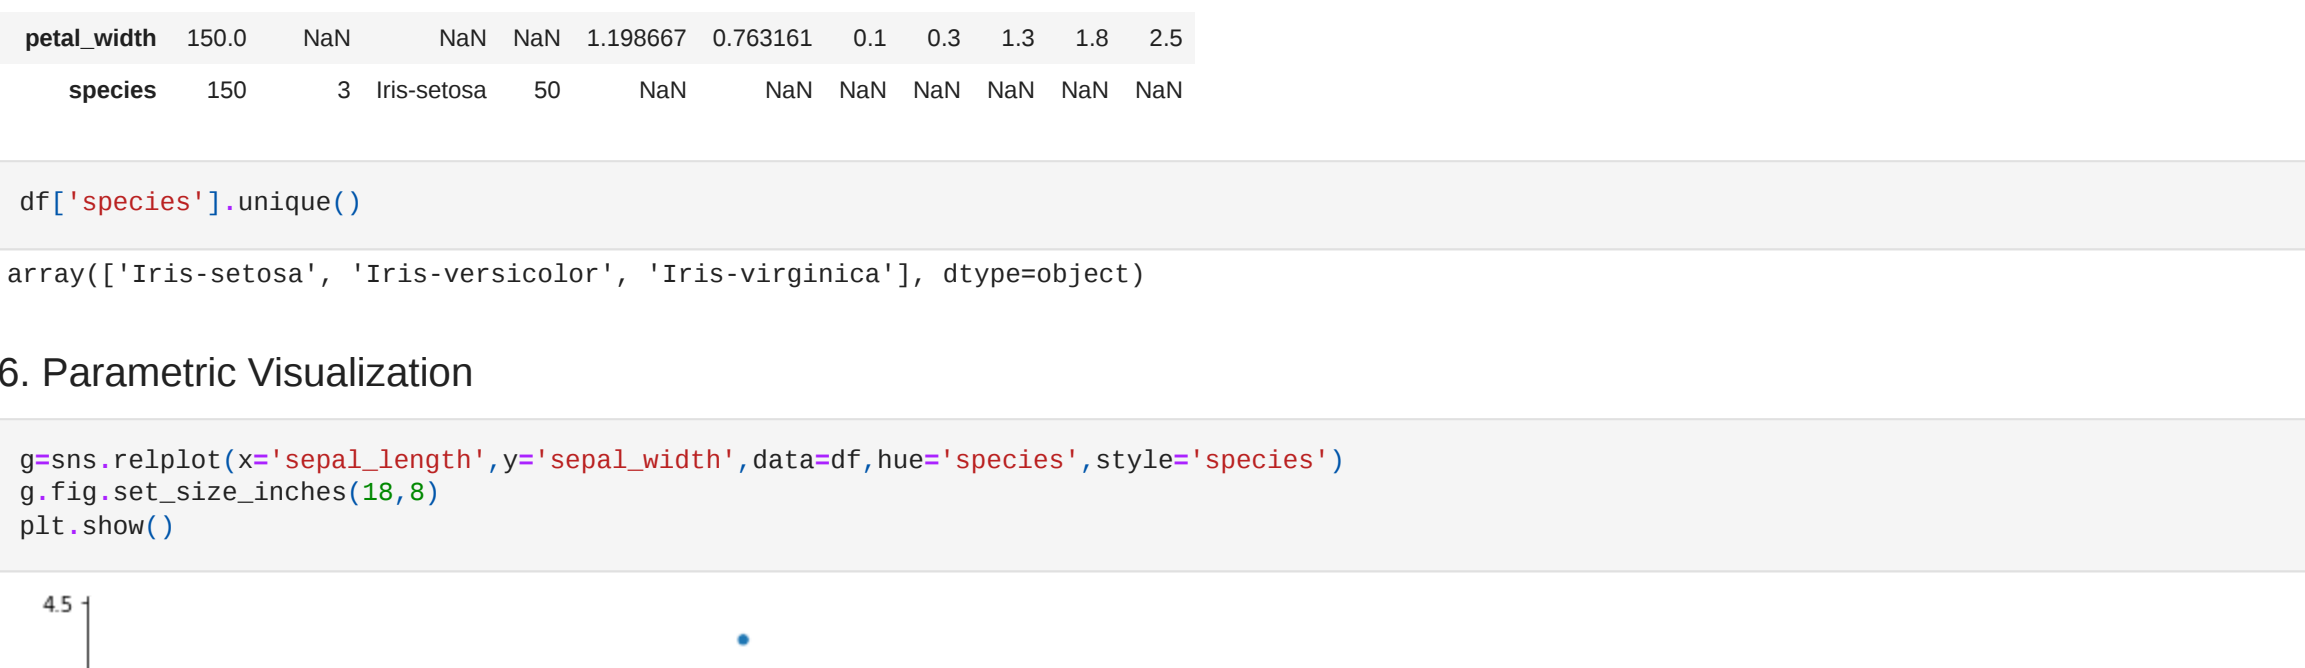 petal_width 150.0 NaN NaN NaN 1.198667 0.763161 0.1 0.3 1.3 1.8 2.5
species 150 3 Iris-setosa 50 NaN NaN NaN NaN NaN NaN NaN
df['species'].unique()
array(['Iris-setosa', 'Iris-versicolor', 'Iris-virginica'], dtype=object)
6. Parametric Visualization
g=sns.relplot(x='sepal_length',y='sepal_width',data=df,hue='species',style='species')
g.fig.set_size_inches(18,8)
plt.show()
4.5